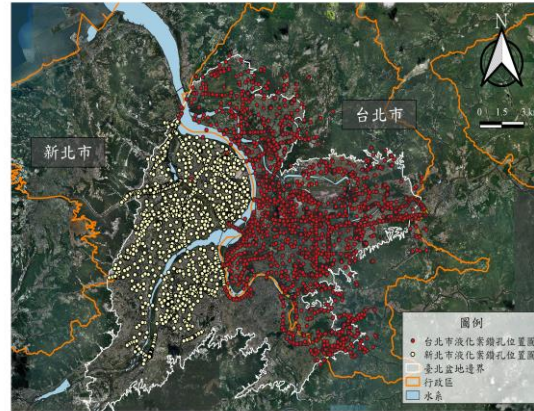 N
台北市
0 1.5 3 km
新北市
圖例
台北市液化案鑽孔位置圖
新北市液化案鑽孔位置圖
臺北盆地邊界
行政區
水系